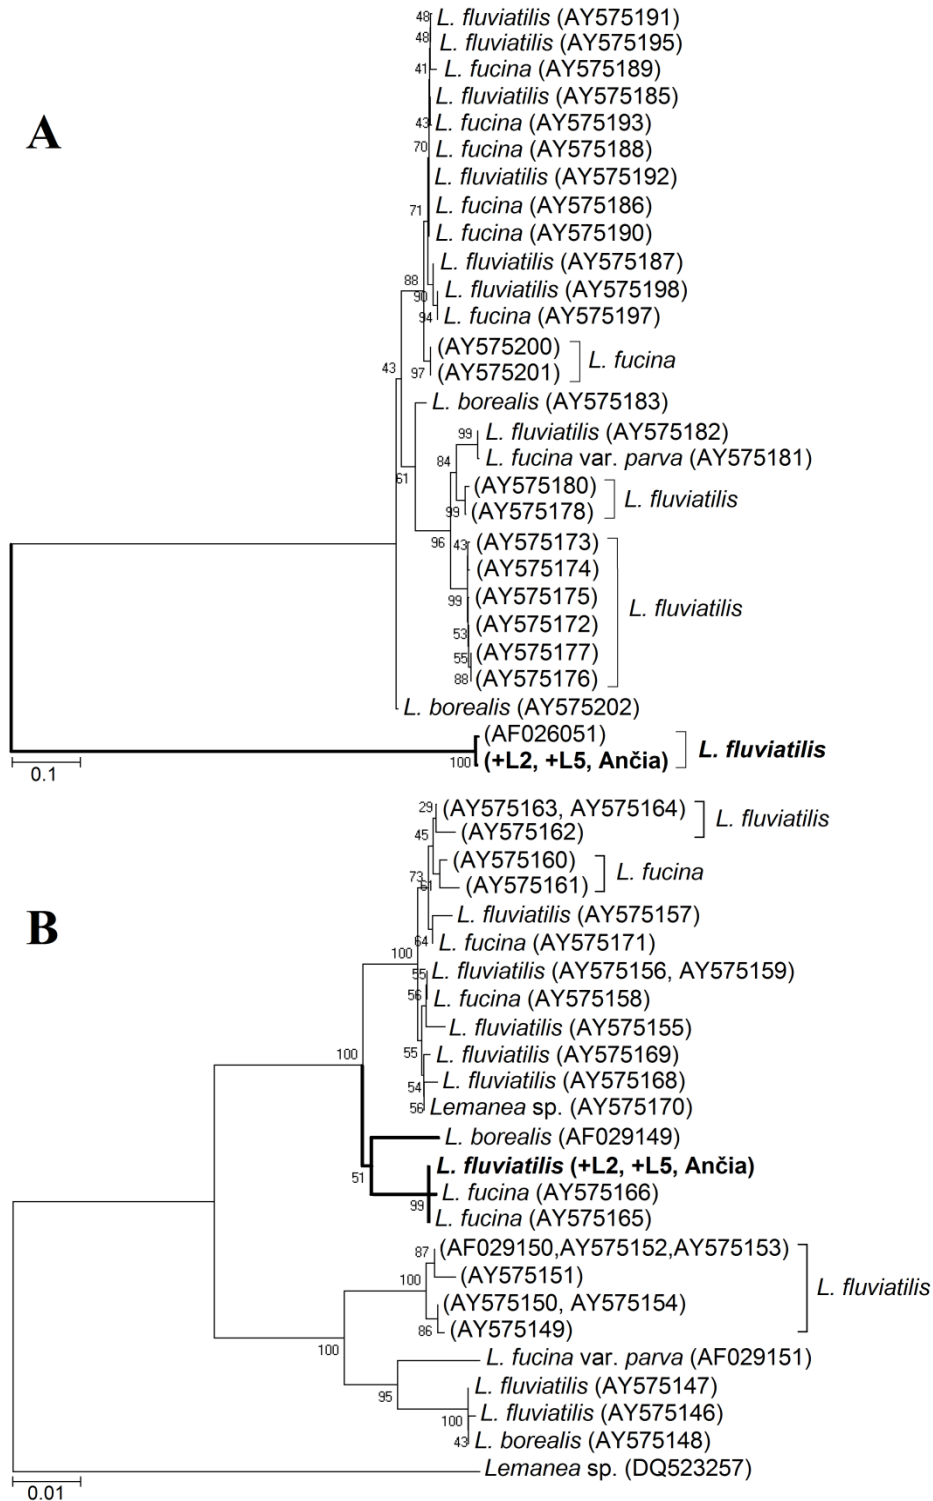 A
48 L. fluviatilis (AY575191)
48 L. fluviatilis (AY575195)
41 L. fucina (AY575189)
L. fluviatilis (AY575185)
43 L. fucina (AY575193)
70 L. fucina (AY575188)
L. fluviatilis (AY575192)
71 L. fucina (AY575186)
L. fucina (AY575190)
L. fluviatilis (AY575187)
88
90 L. fluviatilis (AY575198)
94 L. fucina (AY575197)
(AY575200)
97 (AY575201)
L. fucina
43
L. borealis (AY575183)
99 L. fluviatilis (AY575182)
L. fucina var. parva (AY575181)
84
61
(AY575180)
99 (AY575178)
L. fluviatilis
96
43 (AY575173)
(AY575174)
99 (AY575175)
53 (AY575172)
55 (AY575177)
88 (AY575176)
L. fluviatilis
L. borealis (AY575202)
(AF026051)
100 (+L2, +L5, Ančia)
L. fluviatilis
0.1
B
29 (AY575163, AY575164)
45 (AY575162)
L. fluviatilis
(AY575160)
73
61 (AY575161)
L. fucina
L. fluviatilis (AY575157)
64 L. fucina (AY575171)
100
55 L. fluviatilis (AY575156, AY575159)
56 L. fucina (AY575158)
L. fluviatilis (AY575155)
55 L. fluviatilis (AY575169)
54 L. fluviatilis (AY575168)
56 Lemanea sp. (AY575170)
100
L. borealis (AF029149)
51
L. fluviatilis (+L2, +L5, Ančia)
L. fucina (AY575166)
99 L. fucina (AY575165)
87 (AF029150,AY575152,AY575153)
100 (AY575151)
(AY575150, AY575154)
86 (AY575149)
L. fluviatilis
100
L. fucina var. parva (AF029151)
95
L. fluviatilis (AY575147)
100 L. fluviatilis (AY575146)
43 L. borealis (AY575148)
Lemanea sp. (DQ523257)
0.01